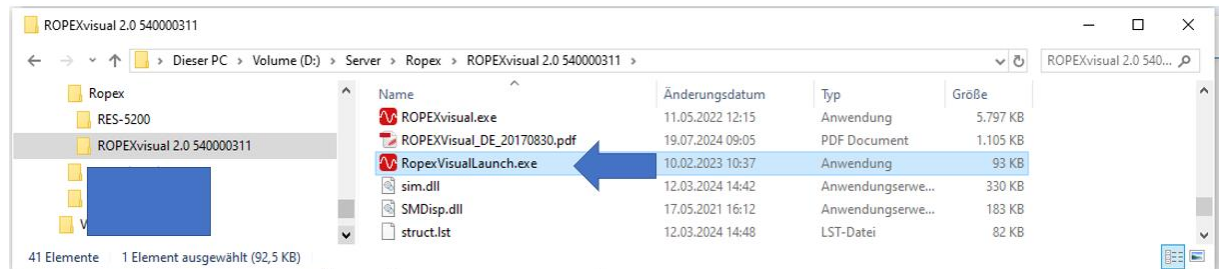 ROPEXvisual 2.0 540000311
Dieser PC > Volume (D:) > Server > Ropex > ROPEXvisual 2.0 540000311 >
ROPEXvisual 2.0 540...
Ropex
RES-5200
ROPEXvisual 2.0 540000311
Name Änderungsdatum Typ Größe
ROPEXvisual.exe 11.05.2022 12:15 Anwendung 5.797 KB
ROPEXVisual_DE_20170830.pdf 19.07.2024 09:05 PDF Document 1.105 KB
RopexVisualLaunch.exe 10.02.2023 10:37 Anwendung 93 KB
sim.dll 12.03.2024 14:42 Anwendungserwe... 330 KB
SMDisp.dll 17.05.2021 16:12 Anwendungserwe... 183 KB
struct.lst 12.03.2024 14:48 LST-Datei 82 KB
41 Elemente 1 Element ausgewählt (92,5 KB)